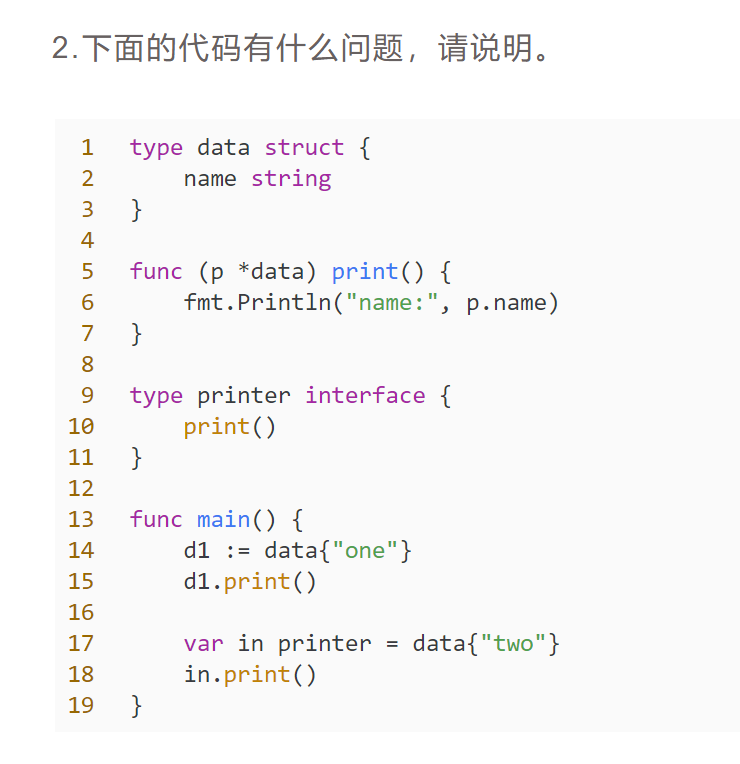 2.下面的代码有什么问题，请说明。
1 type data struct {
2     name string
3 }
4
5 func (p *data) print() {
6     fmt.Println("name:", p.name)
7 }
8
9 type printer interface {
10     print()
11 }
12
13 func main() {
14     d1 := data{"one"}
15     d1.print()
16
17     var in printer = data{"two"}
18     in.print()
19 }